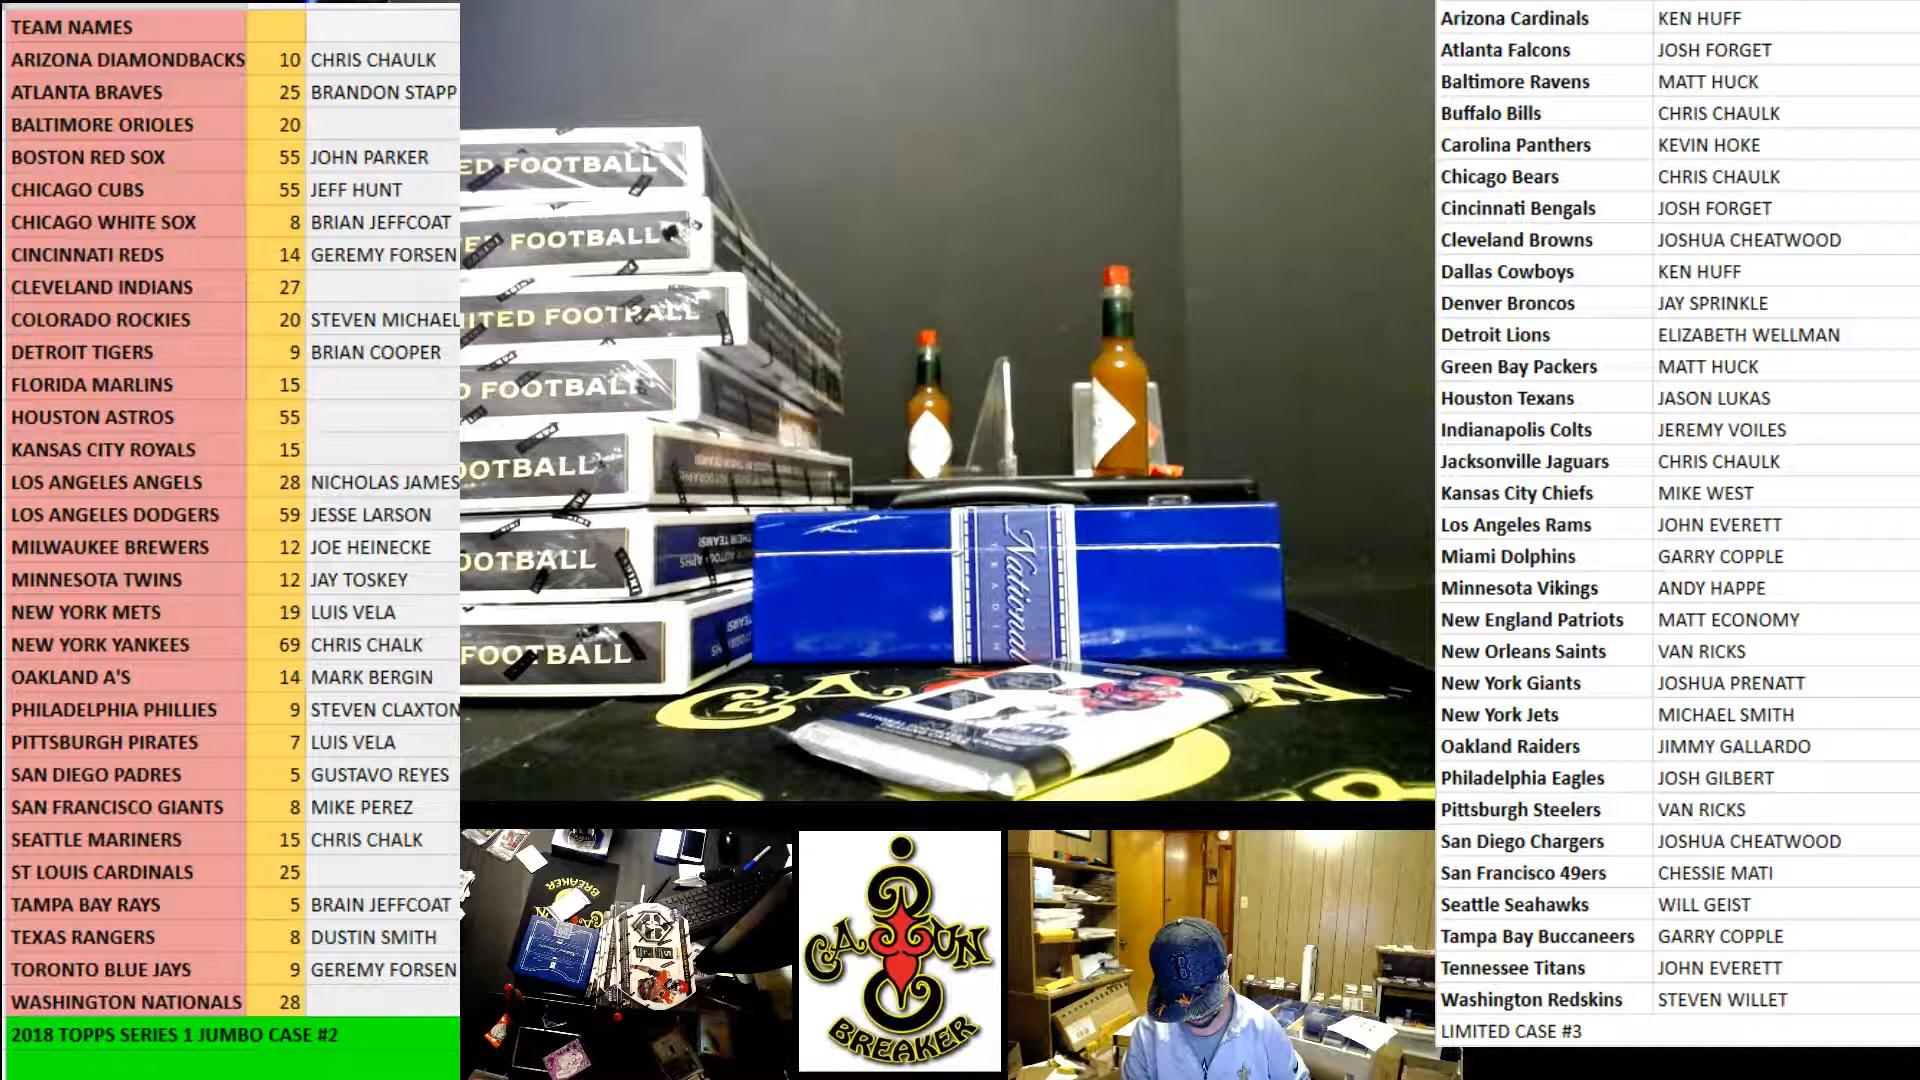 TEAM NAMES
ARIZONA DIAMONDBACKS 10 CHRIS CHAULK
ATLANTA BRAVES 25 BRANDON STAPP
BALTIMORE ORIOLES 20
BOSTON RED SOX 55 JOHN PARKER
CHICAGO CUBS 55 JEFF HUNT
CHICAGO WHITE SOX 8 BRIAN JEFFCOAT
CINCINNATI REDS 14 GEREMY FORSEN
CLEVELAND INDIANS 27
COLORADO ROCKIES 20 STEVEN MICHAEL
DETROIT TIGERS 9 BRIAN COOPER
FLORIDA MARLINS 15
HOUSTON ASTROS 55
KANSAS CITY ROYALS 15
LOS ANGELES ANGELS 28 NICHOLAS JAMES
LOS ANGELES DODGERS 59 JESSE LARSON
MILWAUKEE BREWERS 12 JOE HEINECKE
MINNESOTA TWINS 12 JAY TOSKEY
NEW YORK METS 19 LUIS VELA
NEW YORK YANKEES 69 CHRIS CHALK
OAKLAND A'S 14 MARK BERGIN
PHILADELPHIA PHILLIES 9 STEVEN CLAXTON
PITTSBURGH PIRATES 7 LUIS VELA
SAN DIEGO PADRES 5 GUSTAVO REYES
SAN FRANCISCO GIANTS 8 MIKE PEREZ
SEATTLE MARINERS 15 CHRIS CHALK
ST LOUIS CARDINALS 25
TAMPA BAY RAYS 5 BRAIN JEFFCOAT
TEXAS RANGERS 8 DUSTIN SMITH
TORONTO BLUE JAYS 9 GEREMY FORSEN
WASHINGTON NATIONALS 28
2018 TOPPS SERIES 1 JUMBO CASE #2
ED FOOTBALL
FOOTBALL
ITED FOOTBALL
D FOOTBALL
OOTBALL
OOTBALL
FOOTBALL
National
CAJUN
BREAKER
B
Arizona Cardinals KEN HUFF
Atlanta Falcons JOSH FORGET
Baltimore Ravens MATT HUCK
Buffalo Bills CHRIS CHAULK
Carolina Panthers KEVIN HOKE
Chicago Bears CHRIS CHAULK
Cincinnati Bengals JOSH FORGET
Cleveland Browns JOSHUA CHEATWOOD
Dallas Cowboys KEN HUFF
Denver Broncos JAY SPRINKLE
Detroit Lions ELIZABETH WELLMAN
Green Bay Packers MATT HUCK
Houston Texans JASON LUKAS
Indianapolis Colts JEREMY VOILES
Jacksonville Jaguars CHRIS CHAULK
Kansas City Chiefs MIKE WEST
Los Angeles Rams JOHN EVERETT
Miami Dolphins GARRY COPPLE
Minnesota Vikings ANDY HAPPE
New England Patriots MATT ECONOMY
New Orleans Saints VAN RICKS
New York Giants JOSHUA PRENATT
New York Jets MICHAEL SMITH
Oakland Raiders JIMMY GALLARDO
Philadelphia Eagles JOSH GILBERT
Pittsburgh Steelers VAN RICKS
San Diego Chargers JOSHUA CHEATWOOD
San Francisco 49ers CHESSIE MATI
Seattle Seahawks WILL GEIST
Tampa Bay Buccaneers GARRY COPPLE
Tennessee Titans JOHN EVERETT
Washington Redskins STEVEN WILLET
LIMITED CASE #3